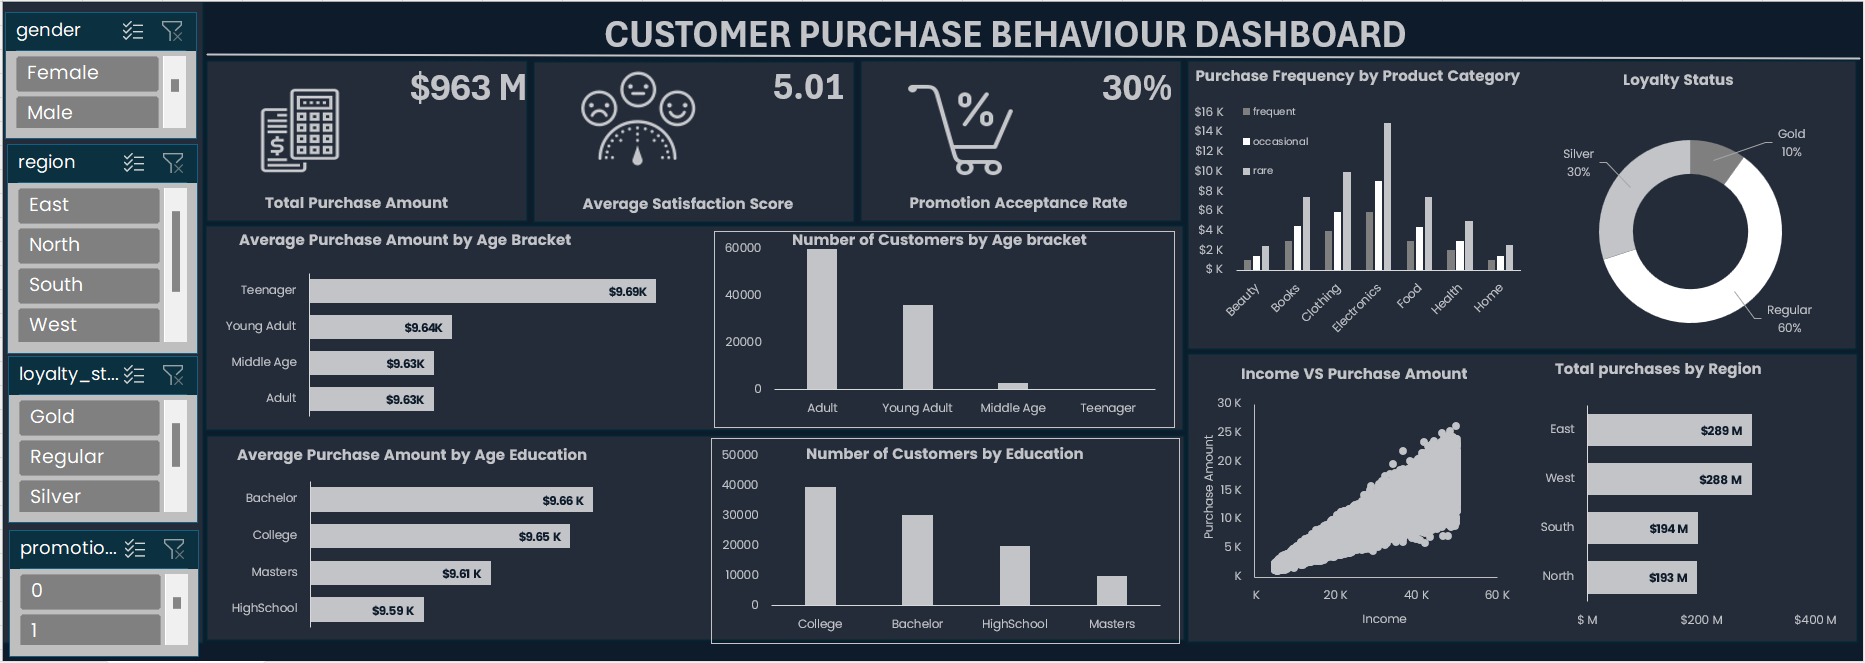 CUSTOMER PURCHASE BEHAVIOUR DASHBOARD
gender
Female
Male
region
East
North
South
West
loyalty_st...
Gold
Regular
Silver
promotio...
0
1
$963 M
Total Purchase Amount
5.01
Average Satisfaction Score
%
30%
Promotion Acceptance Rate
Average Purchase Amount by Age Bracket
Teenager
$9.69K
Young Adult
$9.64K
Middle Age
$9.63K
Adult
$9.63K
Number of Customers by Age bracket
60000
40000
20000
0
Adult
Young Adult
Middle Age
Teenager
Average Purchase Amount by Age Education
Bachelor
$9.66 K
College
$9.65 K
Masters
$9.61 K
HighSchool
$9.59 K
Number of Customers by Education
50000
40000
30000
20000
10000
0
College
Bachelor
HighSchool
Masters
Purchase Frequency by Product Category
$16 K
$14 K
$12 K
$10 K
$8 K
$6 K
$4 K
$2 K
$ K
frequent
occasional
rare
Beauty
Books
Clothing
Electronics
Food
Health
Home
Loyalty Status
Gold
10%
Silver
30%
Regular
60%
Income VS Purchase Amount
Purchase Amount
30 K
25 K
20 K
15 K
10 K
5 K
K
K
20 K
40 K
60 K
Income
Total purchases by Region
East
$289 M
West
$288 M
South
$194 M
North
$193 M
$ M
$200 M
$400 M